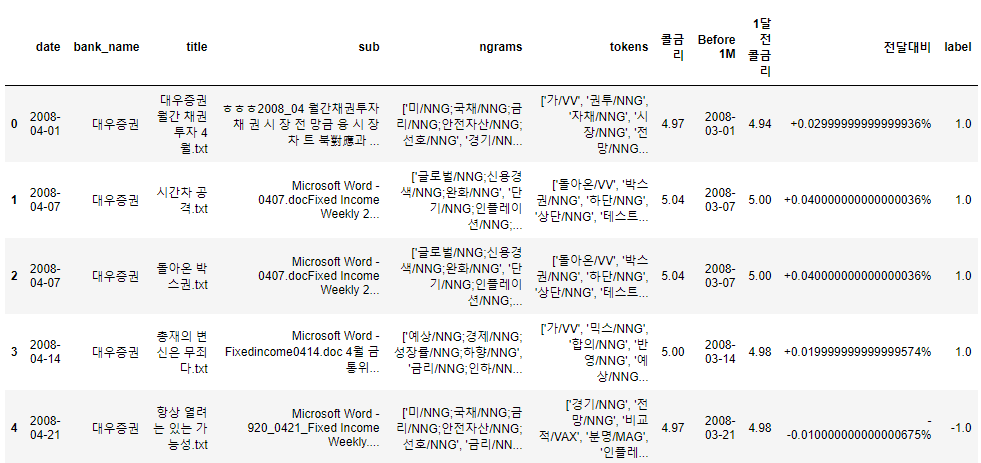 date bank_name title sub ngrams tokens 콜금리 Before 1M 1달전 콜금리 전달대비 label
0 2008-04-01 대우증권 대우증권 월간 채권 투자 4월.txt ㅎㅎㅎ2008_04 월간채권투자 채 권 시 장 전 망금 융 시 장 차 트 북對應과 ... ['미/NNG;국채/NNG;금리/NNG;안전자산/NNG;선호/NNG', '경기/NN... ['가/VV', '권투/NNG', '자채/NNG', '시장/NNG', '전망/NNG... 4.97 2008-03-01 4.94 +0.02999999999999936% 1.0
1 2008-04-07 대우증권 시간차 공격.txt Microsoft Word - 0407.docFixed Income Weekly 2... ['글로벌/NNG;신용경색/NNG;완화/NNG', '단기/NNG;인플레이션/NNG;... ['돌아온/VV', '박스권/NNG', '하단/NNG', '상단/NNG', '테스트... 5.04 2008-03-07 5.00 +0.040000000000000036% 1.0
2 2008-04-07 대우증권 돌아온 박스권.txt Microsoft Word - 0407.docFixed Income Weekly 2... ['글로벌/NNG;신용경색/NNG;완화/NNG', '단기/NNG;인플레이션/NNG;... ['돌아온/VV', '박스권/NNG', '하단/NNG', '상단/NNG', '테스트... 5.04 2008-03-07 5.00 +0.040000000000000036% 1.0
3 2008-04-14 대우증권 총재의 변신은 무죄다.txt Microsoft Word - Fixedincome0414.doc 4월 금통위... ['예상/NNG;경제/NNG;성장률/NNG;하향/NNG', '금리/NNG;인하/NN... ['가/VV', '믹스/NNG', '합의/NNG', '반영/NNG', '예상/NNG... 5.00 2008-03-14 4.98 +0.019999999999999574% 1.0
4 2008-04-21 대우증권 항상 열려는 있는 가능성.txt Microsoft Word - 920_0421_Fixed Income Weekly.... ['미/NNG;국채/NNG;금리/NNG;안전자산/NNG;선호/NNG', '금리/NN... ['경기/NNG', '전망/NNG', '비교적/VAX', '분명/MAG', '인플레... 4.97 2008-03-21 4.98 --0.010000000000000675% -1.0